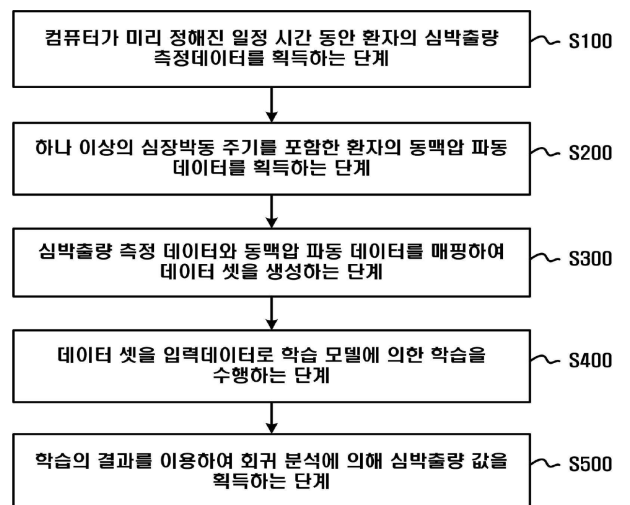 컴퓨터가 미리 정해진 일정 시간 동안 환자의 심박출량
측정데이터를 획득하는 단계
S100
하나 이상의 심장박동 주기를 포함한 환자의 동맥압 파동
데이터를 획득하는 단계
S200
심박출량 측정 데이터와 동맥압 파동 데이터를 매핑하여
데이터 셋을 생성하는 단계
S300
데이터 셋을 입력데이터로 학습 모델에 의한 학습을
수행하는 단계
S400
학습의 결과를 이용하여 회귀 분석에 의해 심박출량 값을
획득하는 단계
S500